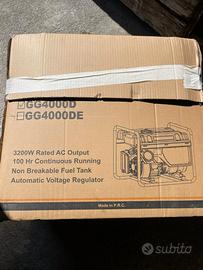 GG4000D
GG4000DE
3200W Rated AC Output
100 Hr Continuous Running
Non Breakable Fuel Tank
Automatic Voltage Regulator
Made in P.R.C.
subito